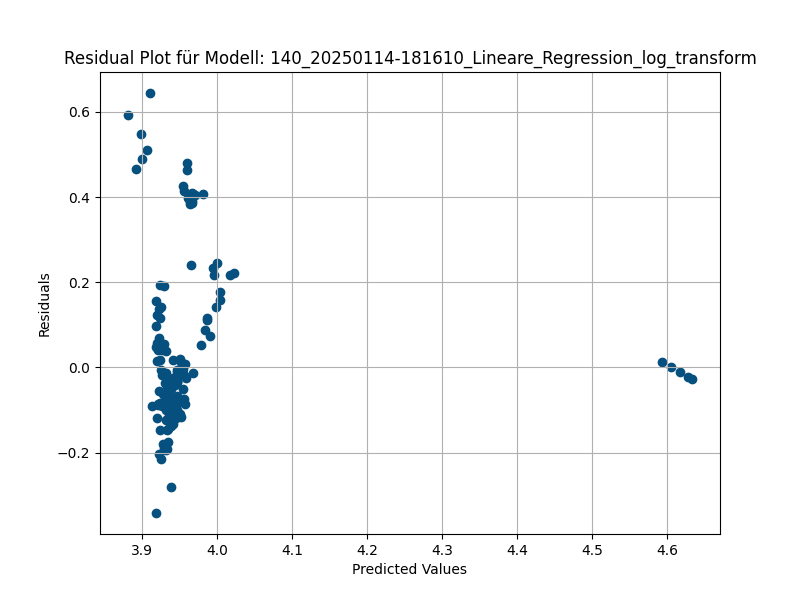 Residual Plot für Modell: 140_20250114-181610_Lineare_Regression_log_transform
0.6
0.4
0.2
0.0
−0.2
Residuals
3.9 4.0 4.1 4.2 4.3 4.4 4.5 4.6
Predicted Values